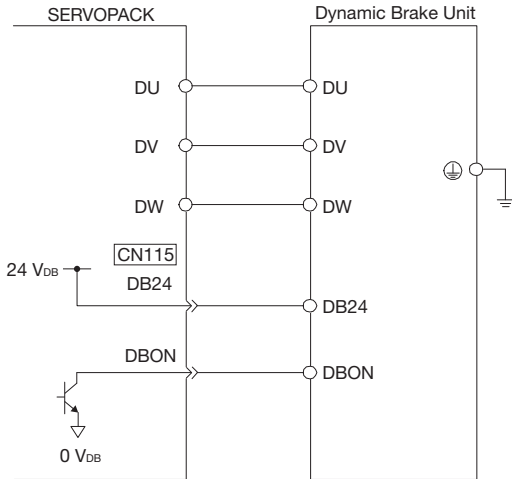 SERVOPACK
Dynamic Brake Unit
DU
DU
DV
DV
DW
DW
CN115
24 VDB
DB24
DB24
DBON
DBON
0 VDB